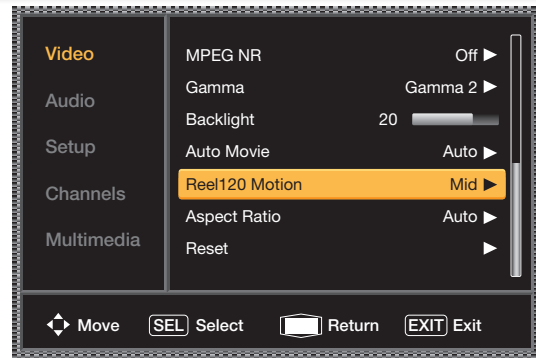 Video
Audio
Setup
Channels
Multimedia
MPEG NR Off
Gamma Gamma 2
Backlight 20
Auto Movie Auto
Reel120 Motion Mid
Aspect Ratio Auto
Reset
Move SEL Select Return EXIT Exit